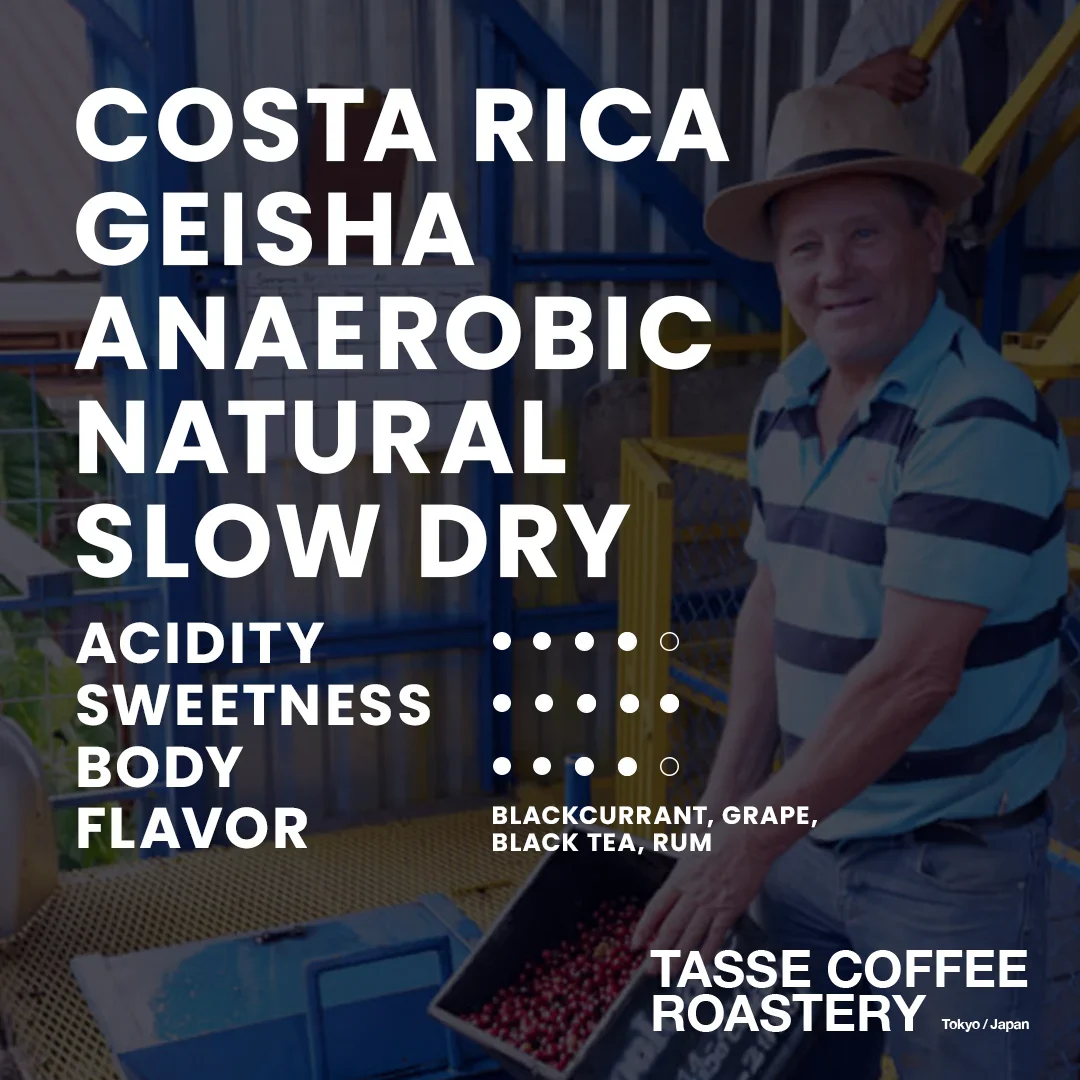 COSTA RICA
GEISHA
ANAEROBIC
NATURAL
SLOW DRY
ACIDITY
SWEETNESS
BODY
FLAVOR
BLACKCURRANT, GRAPE,
BLACK TEA, RUM
TASSE COFFEE
ROASTERY
Tokyo / Japan